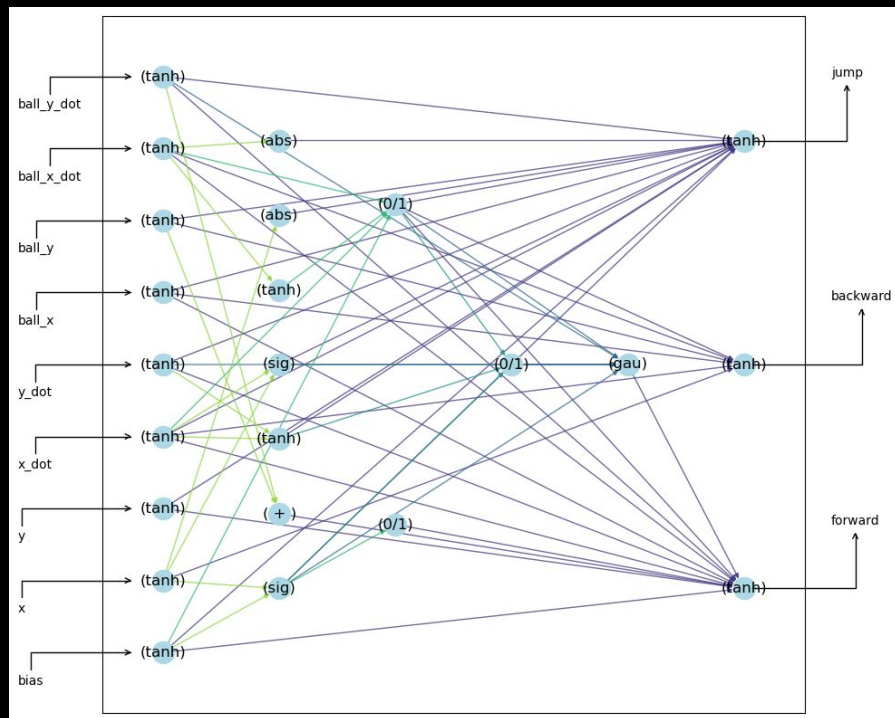 jump
(tanh)
ball_y_dot
(tanh)
(abs)
(tanh)
ball_x_dot
(tanh)
(abs)
(0/1)
ball_y
(tanh)
(tanh)
backward
ball_x
(tanh)
(sig)
(0/1)
(gau)
(tanh)
y_dot
(tanh)
(tanh)
x_dot
(tanh)
(+)
(0/1)
forward
y
(tanh)
(sig)
(tanh)
x
(tanh)
bias